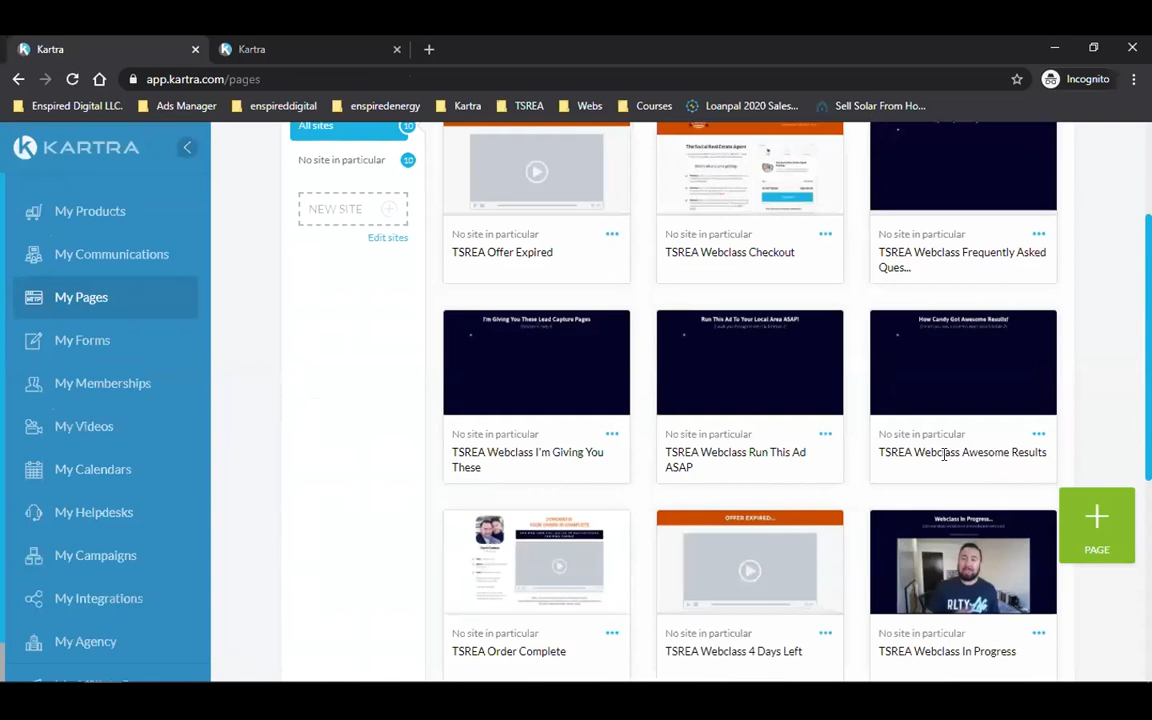 Kartra
Kartra
app.kartra.com/pages
Incognito
Enspired Digital LLC.
Ads Manager
enspireddigital
enspiredenergy
Kartra
TSREA
Webs
Courses
Loanpal 2020 Sales...
Sell Solar From Ho...
KARTRA
My Products
My Communications
My Pages
My Forms
My Memberships
My Videos
My Calendars
My Helpdesks
My Campaigns
My Integrations
My Agency
All sites
10
No site in particular
10
NEW SITE
Edit sites
No site in particular
TSREA Offer Expired
The Social Real Estate Agent
No site in particular
TSREA Webclass Checkout
No site in particular
TSREA Webclass Frequently Asked
Ques...
I'm Giving You These Lead Capture Pages
No site in particular
TSREA Webclass I'm Giving You
These
Run This Ad To Your Local Area ASAP!
No site in particular
TSREA Webclass Run This Ad
ASAP
How Candy Got Awesome Results!
No site in particular
TSREA Webclass Awesome Results
No site in particular
TSREA Order Complete
OFFER EXPIRED...
No site in particular
TSREA Webclass 4 Days Left
Webclass In Progress...
No site in particular
TSREA Webclass In Progress
PAGE